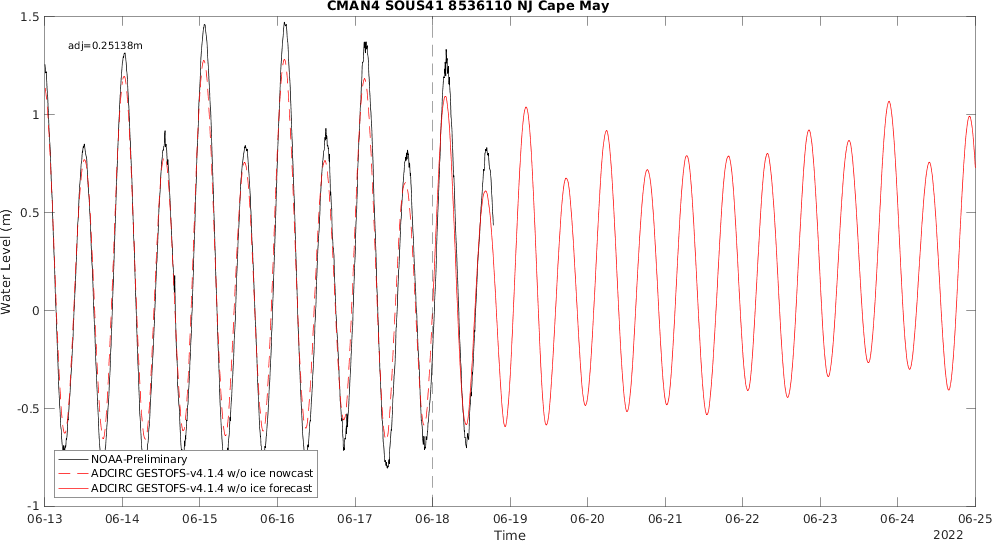 CMAN4 SOUS41 8536110 NJ Cape May
adj=0.25138m
1.5
1
0.5
0
-0.5
-1
Water Level (m)
NOAA-Preliminary
ADCIRC GESTOFS-v4.1.4 w/o ice nowcast
ADCIRC GESTOFS-v4.1.4 w/o ice forecast
06-13 06-14 06-15 06-16 06-17 06-18 06-19 06-20 06-21 06-22 06-23 06-24 06-25
Time
2022